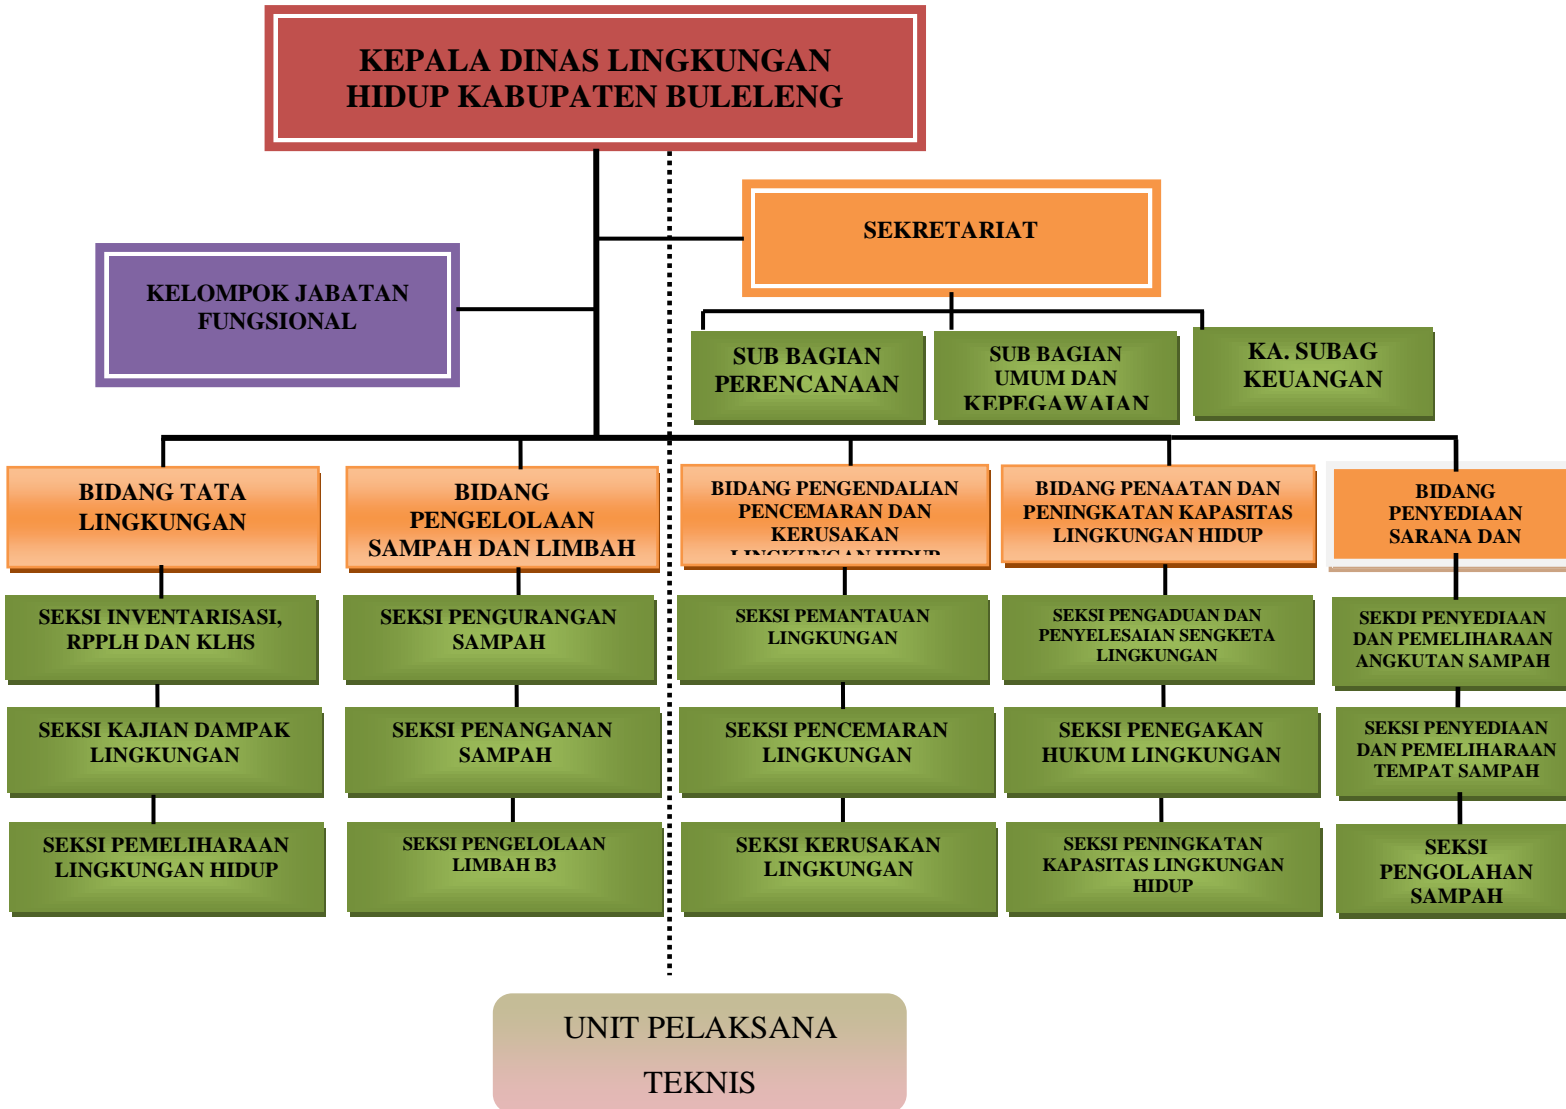 KEPALA DINAS LINGKUNGAN
HIDUP KABUPATEN BULELENG
SEKRETARIAT
KELOMPOK JABATAN
FUNGSIONAL
SUB BAGIAN
PERENCANAAN
SUB BAGIAN
UMUM DAN
KEPEGAWAIAN
KA. SUBAG
KEUANGAN
BIDANG TATA
LINGKUNGAN
BIDANG
PENGELOLAAN
SAMPAH DAN LIMBAH
BIDANG PENGENDALIAN
PENCEMARAN DAN
KERUSAKAN
LINGKUNGAN HIDUP
BIDANG PENAATAN DAN
PENINGKATAN KAPASITAS
LINGKUNGAN HIDUP
BIDANG
PENYEDIAAN
SARANA DAN
SEKSI INVENTARISASI,
RPPLH DAN KLHS
SEKSI PENGURANGAN
SAMPAH
SEKSI PEMANTAUAN
LINGKUNGAN
SEKSI PENGADUAN DAN
PENYELESAIAN SENGKETA
LINGKUNGAN
SEKDI PENYEDIAAN
DAN PEMELIHARAAN
ANGKUTAN SAMPAH
SEKSI KAJIAN DAMPAK
LINGKUNGAN
SEKSI PENANGANAN
SAMPAH
SEKSI PENCEMARAN
LINGKUNGAN
SEKSI PENEGAKAN
HUKUM LINGKUNGAN
SEKSI PENYEDIAAN
DAN PEMELIHARAAN
TEMPAT SAMPAH
SEKSI PEMELIHARAAN
LINGKUNGAN HIDUP
SEKSI PENGELOLAAN
LIMBAH B3
SEKSI KERUSAKAN
LINGKUNGAN
SEKSI PENINGKATAN
KAPASITAS LINGKUNGAN
HIDUP
SEKSI
PENGOLAHAN
SAMPAH
UNIT PELAKSANA
TEKNIS